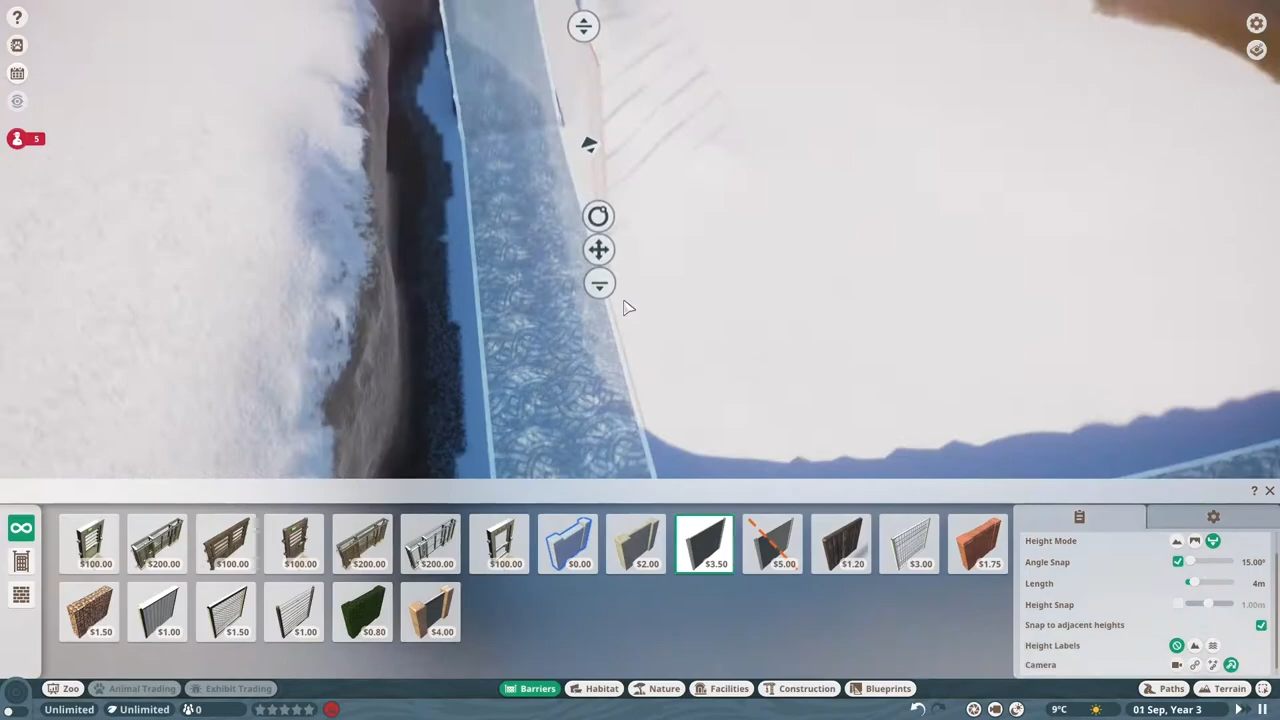 ?
5
? ×
$100.00 $200.00 $100.00 $100.00 $200.00 $200.00 $100.00 $0.00 $2.00 $3.50 $5.00 $1.20 $3.00 $1.75
$1.50 $1.00 $1.50 $1.00 $0.80 $4.00
Height Mode
Angle Snap 15.00°
Length 4m
Height Snap 1.00m
Snap to adjacent heights
Height Labels
Camera
Zoo Animal Trading Exhibit Trading Barriers Habitat Nature Facilities Construction Blueprints Paths Terrain
Unlimited Unlimited 0 9°C 01 Sep, Year 3